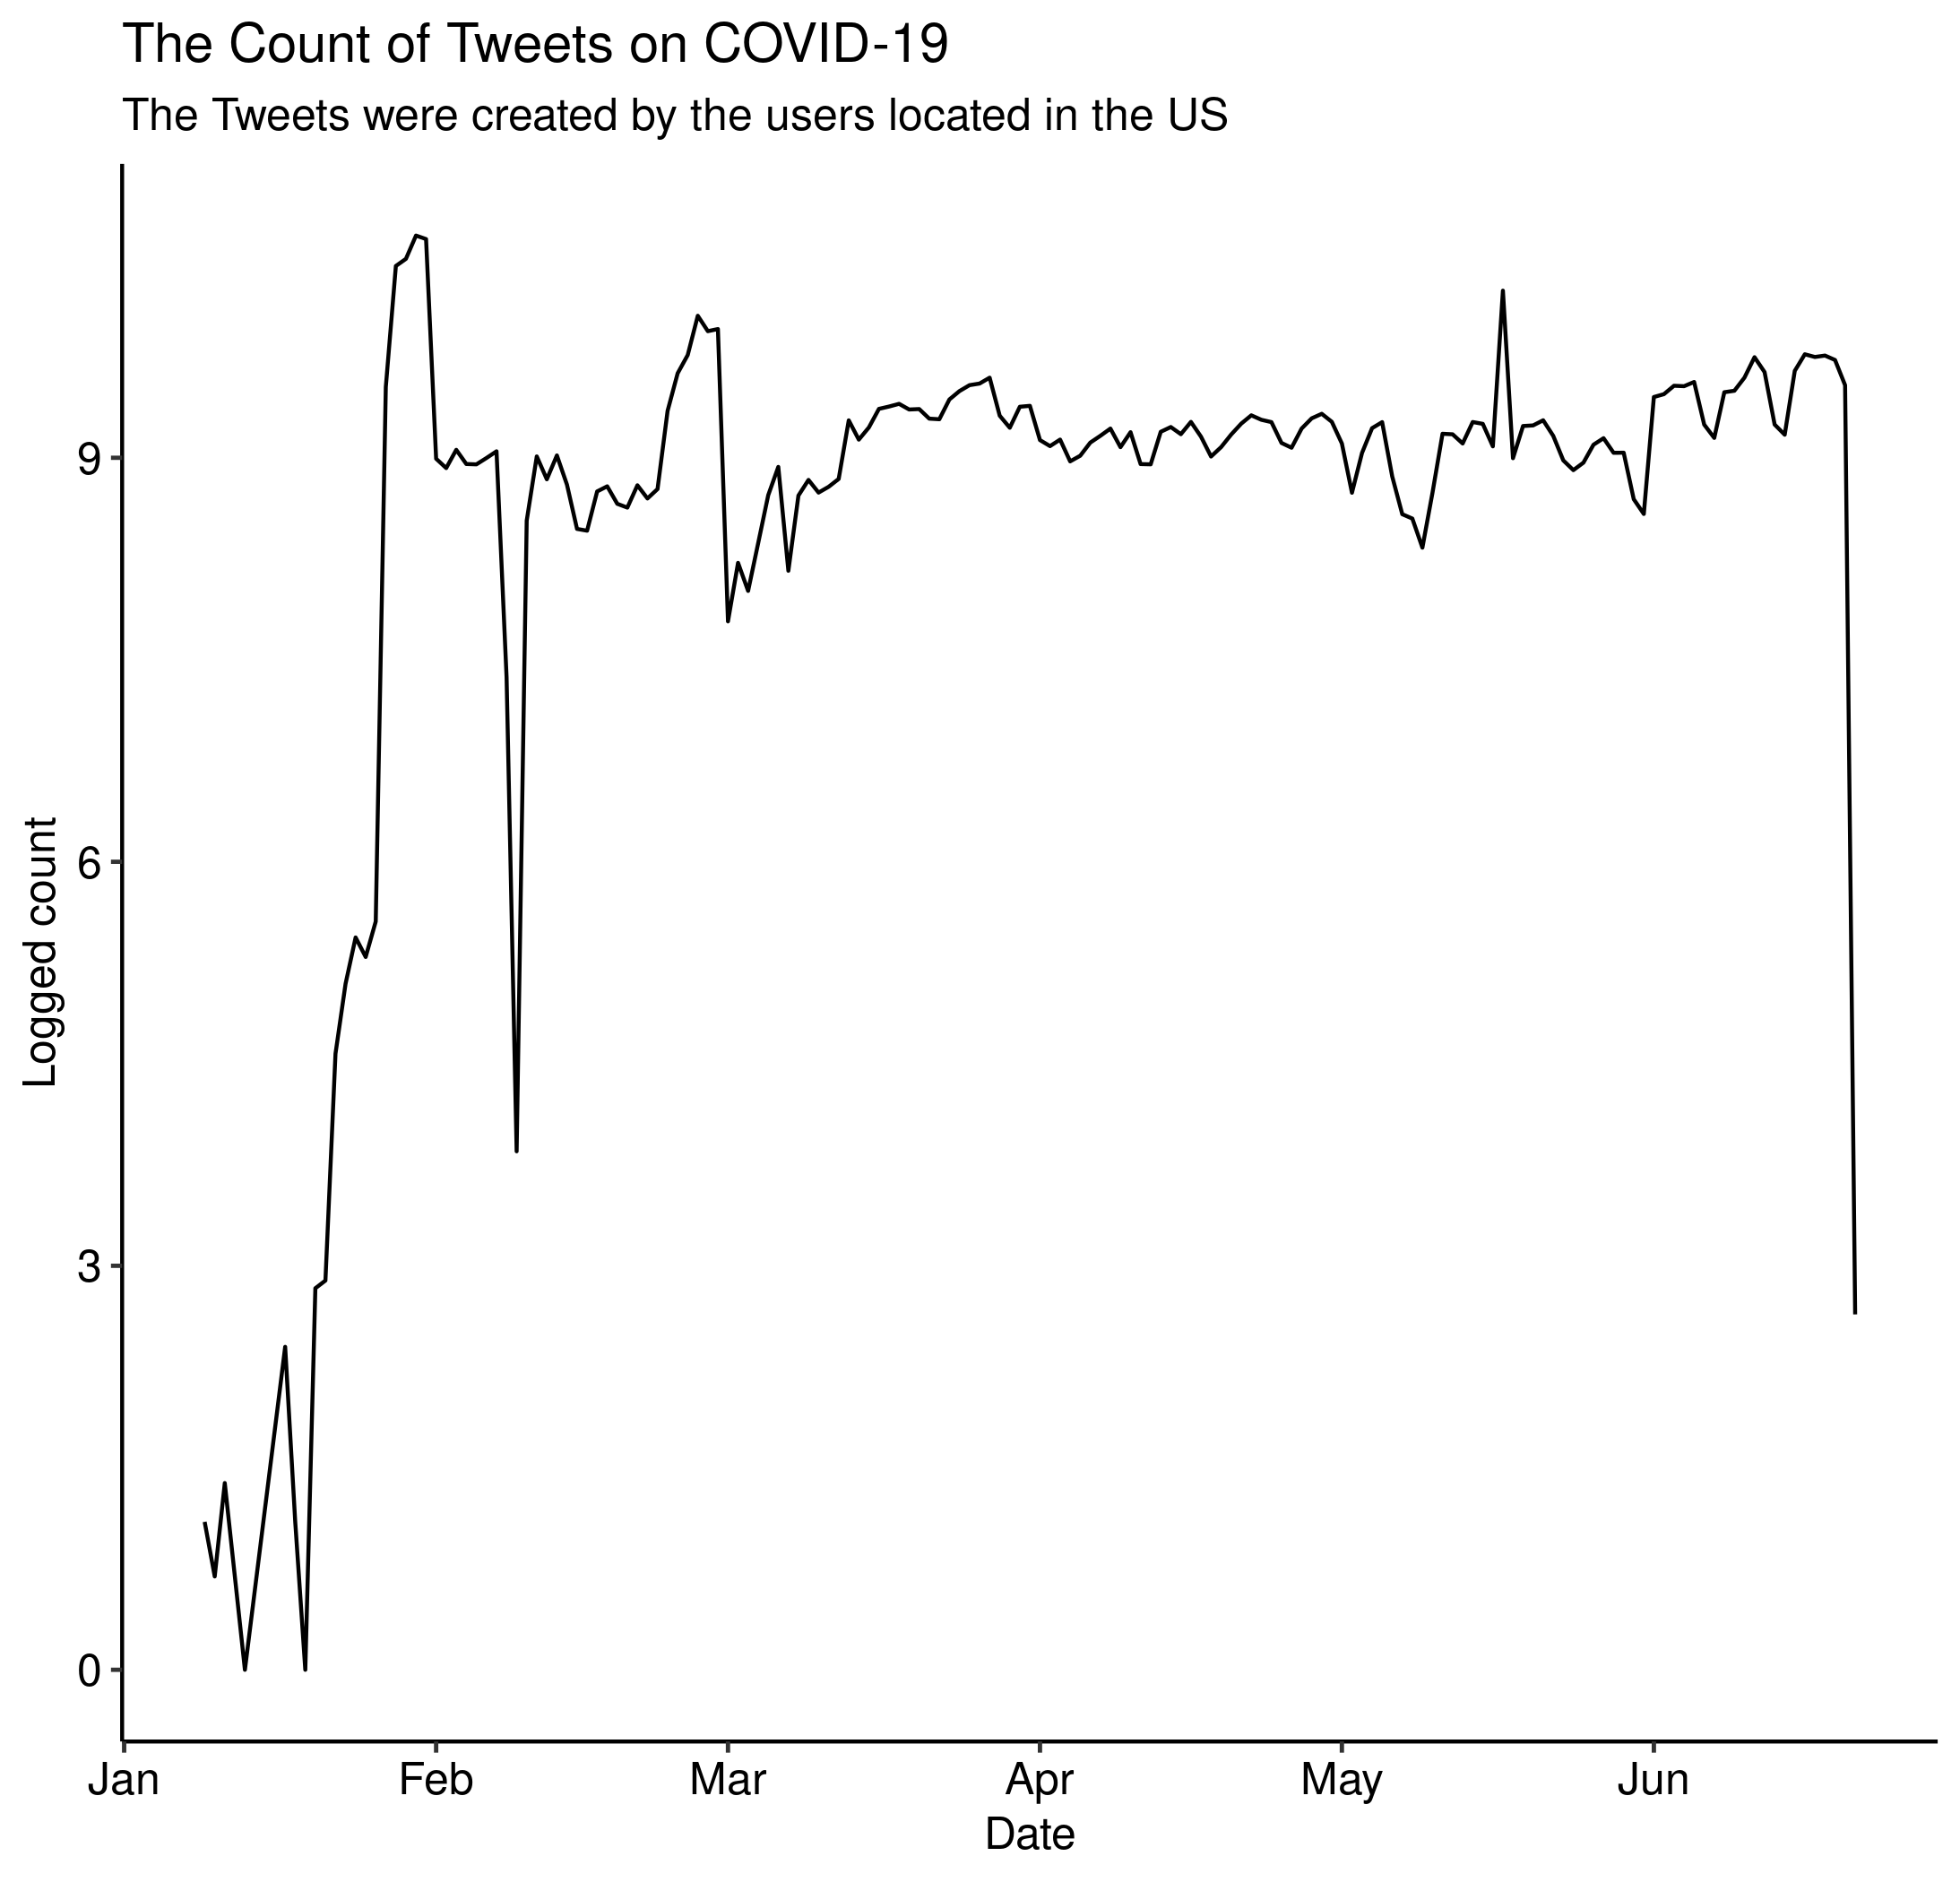 The Count of Tweets on COVID-19
The Tweets were created by the users located in the US
Logged count
9
6
3
0
Jan Feb Mar Apr May Jun
Date